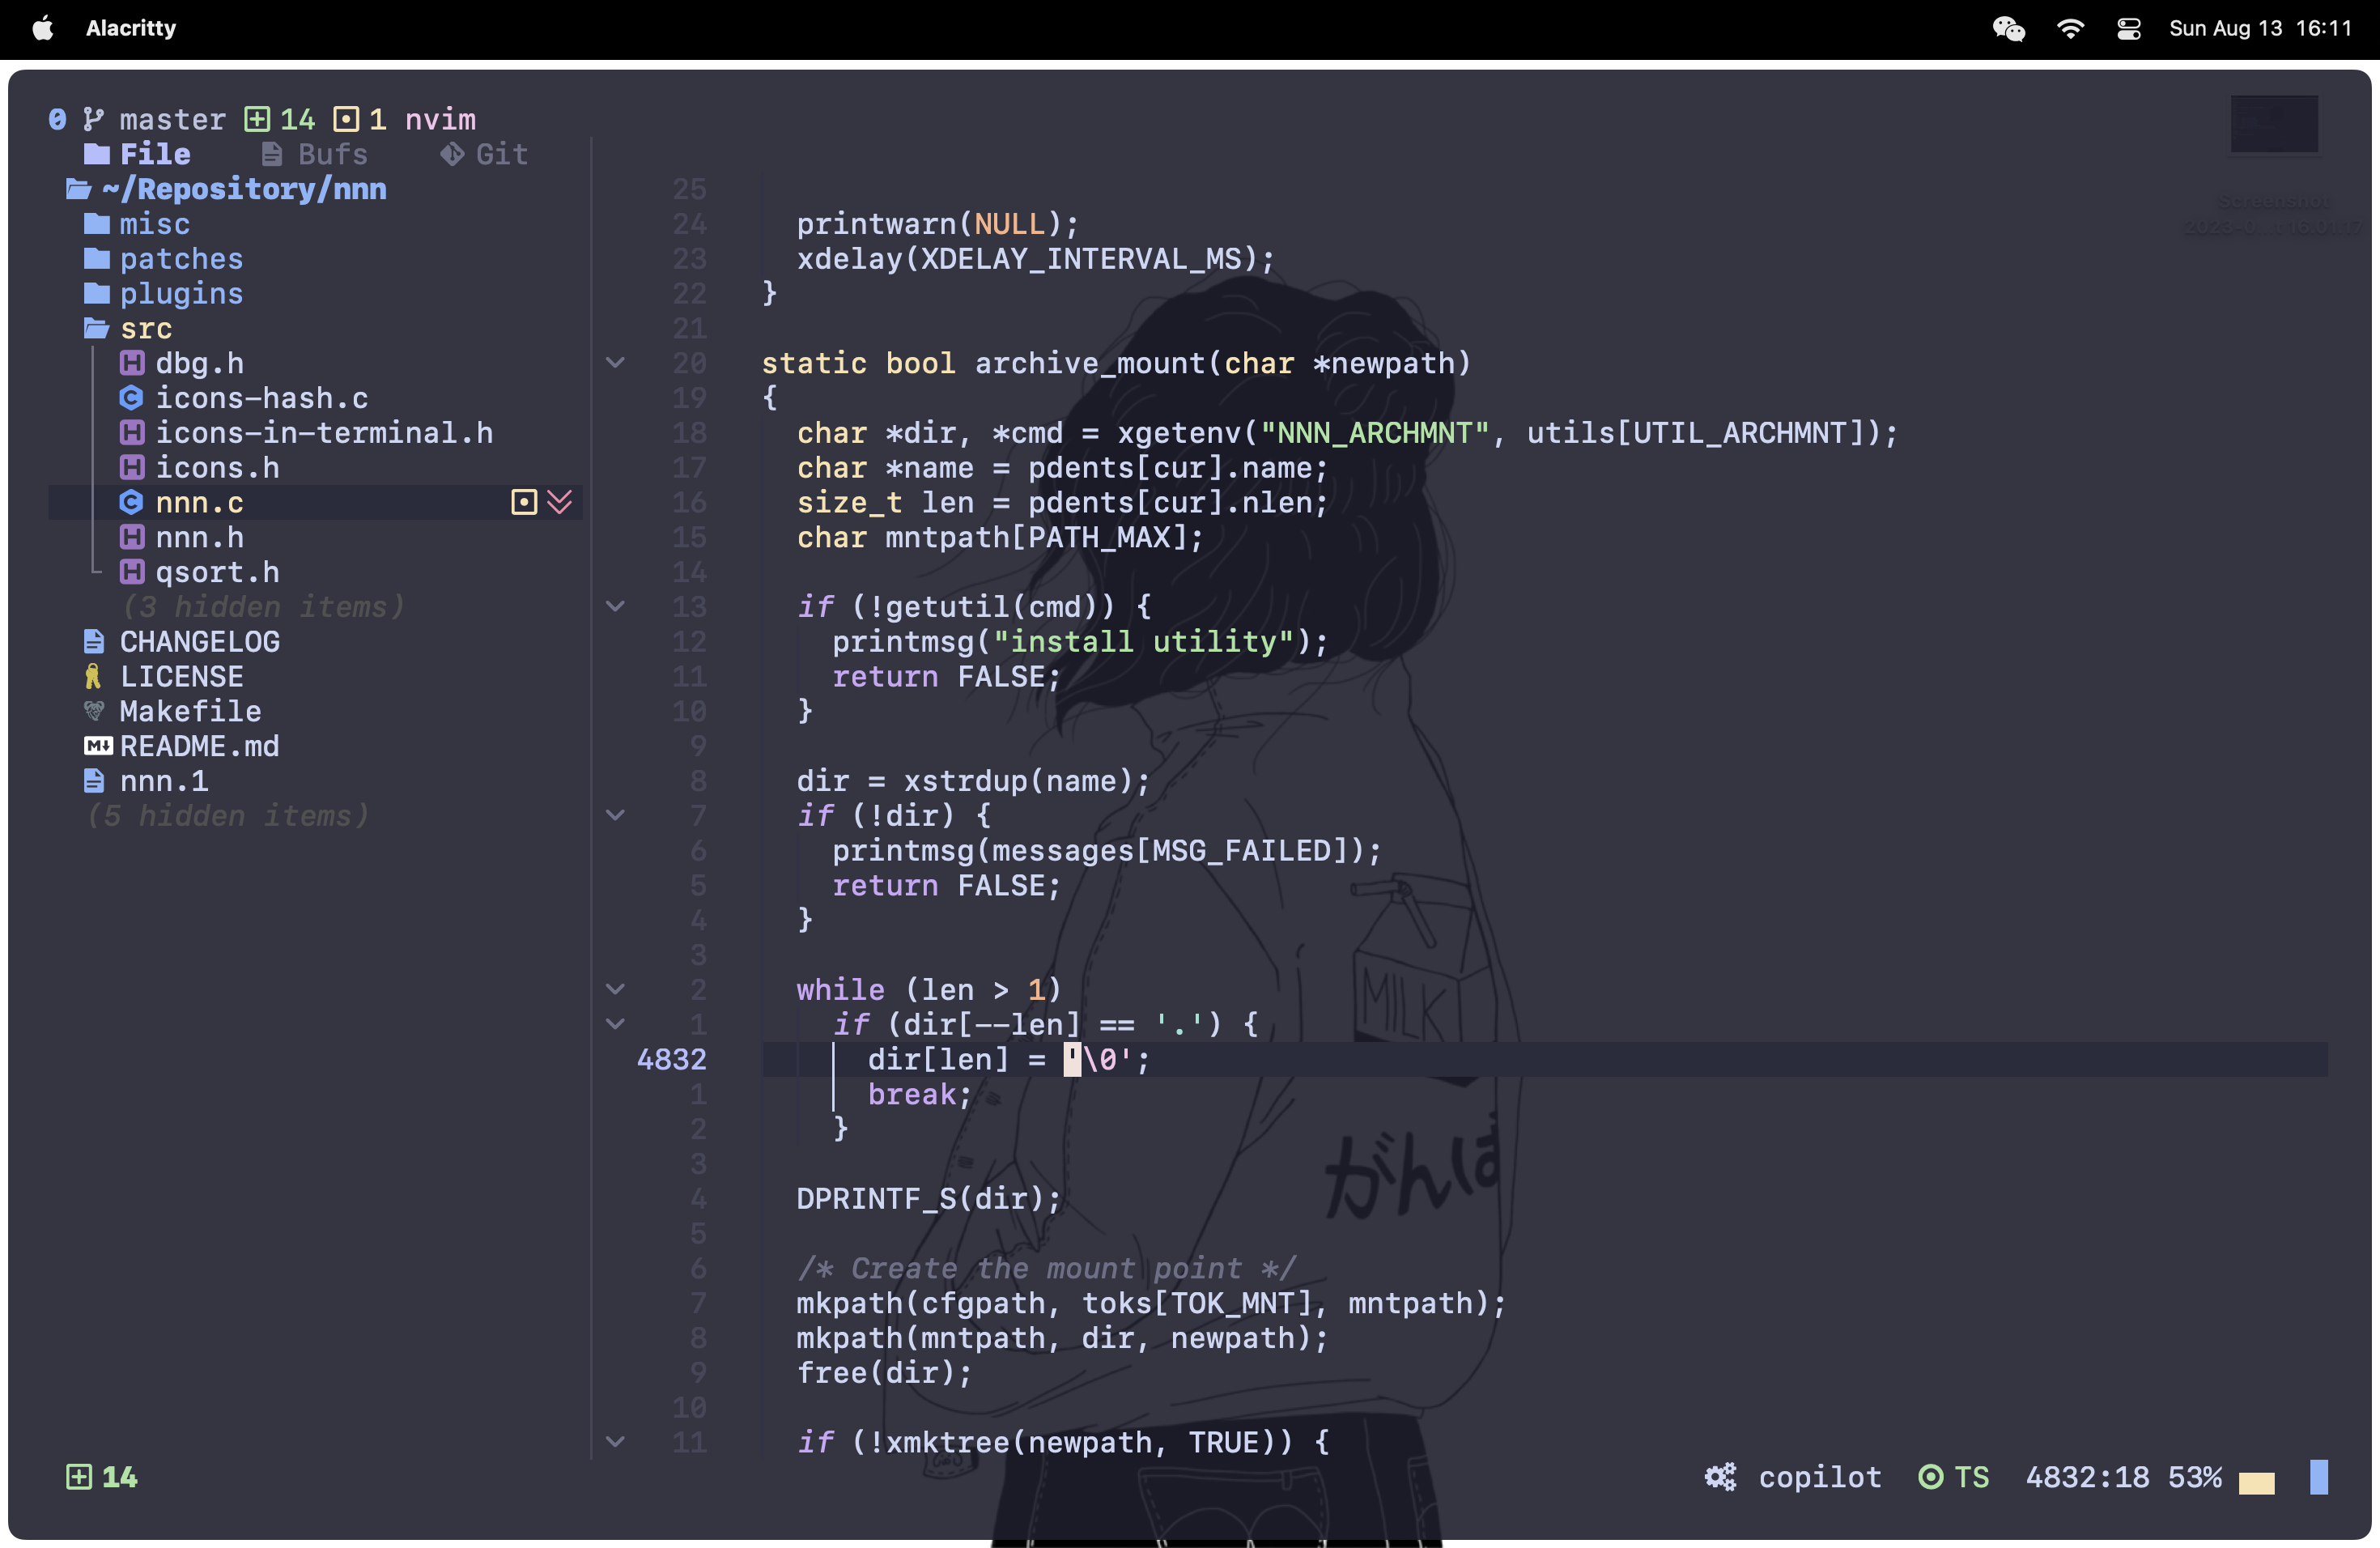 Alacritty Sun Aug 13 16:11
0 master 14 1 nvim
File Bufs Git
~/Repository/nnn
misc
patches
plugins
src
dbg.h
icons-hash.c
icons-in-terminal.h
icons.h
nnn.c
nnn.h
qsort.h
(3 hidden items)
CHANGELOG
LICENSE
Makefile
README.md
nnn.1
(5 hidden items)
14
25
24 printwarn(NULL);
23 xdelay(XDELAY_INTERVAL_MS);
22 }
21
20 static bool archive_mount(char *newpath)
19 {
18 char *dir, *cmd = xgetenv("NNN_ARCHMNT", utils[UTIL_ARCHMNT]);
17 char *name = pdents[cur].name;
16 size_t len = pdents[cur].nlen;
15 char mntpath[PATH_MAX];
14
13 if (!getutil(cmd)) {
12 printmsg("install utility");
11 return FALSE;
10 }
9
8 dir = xstrdup(name);
7 if (!dir) {
6 printmsg(messages[MSG_FAILED]);
5 return FALSE;
4 }
3
2 while (len > 1)
1 if (dir[--len] == '.') {
4832 dir[len] = '\0';
1 break;
2 }
3
4 DPRINTF_S(dir);
5
6 /* Create the mount point */
7 mkpath(cfgpath, toks[TOK_MNT], mntpath);
8 mkpath(mntpath, dir, newpath);
9 free(dir);
10
11 if (!xmktree(newpath, TRUE)) {
copilot TS 4832:18 53%
Screenshot
MILK
がんば